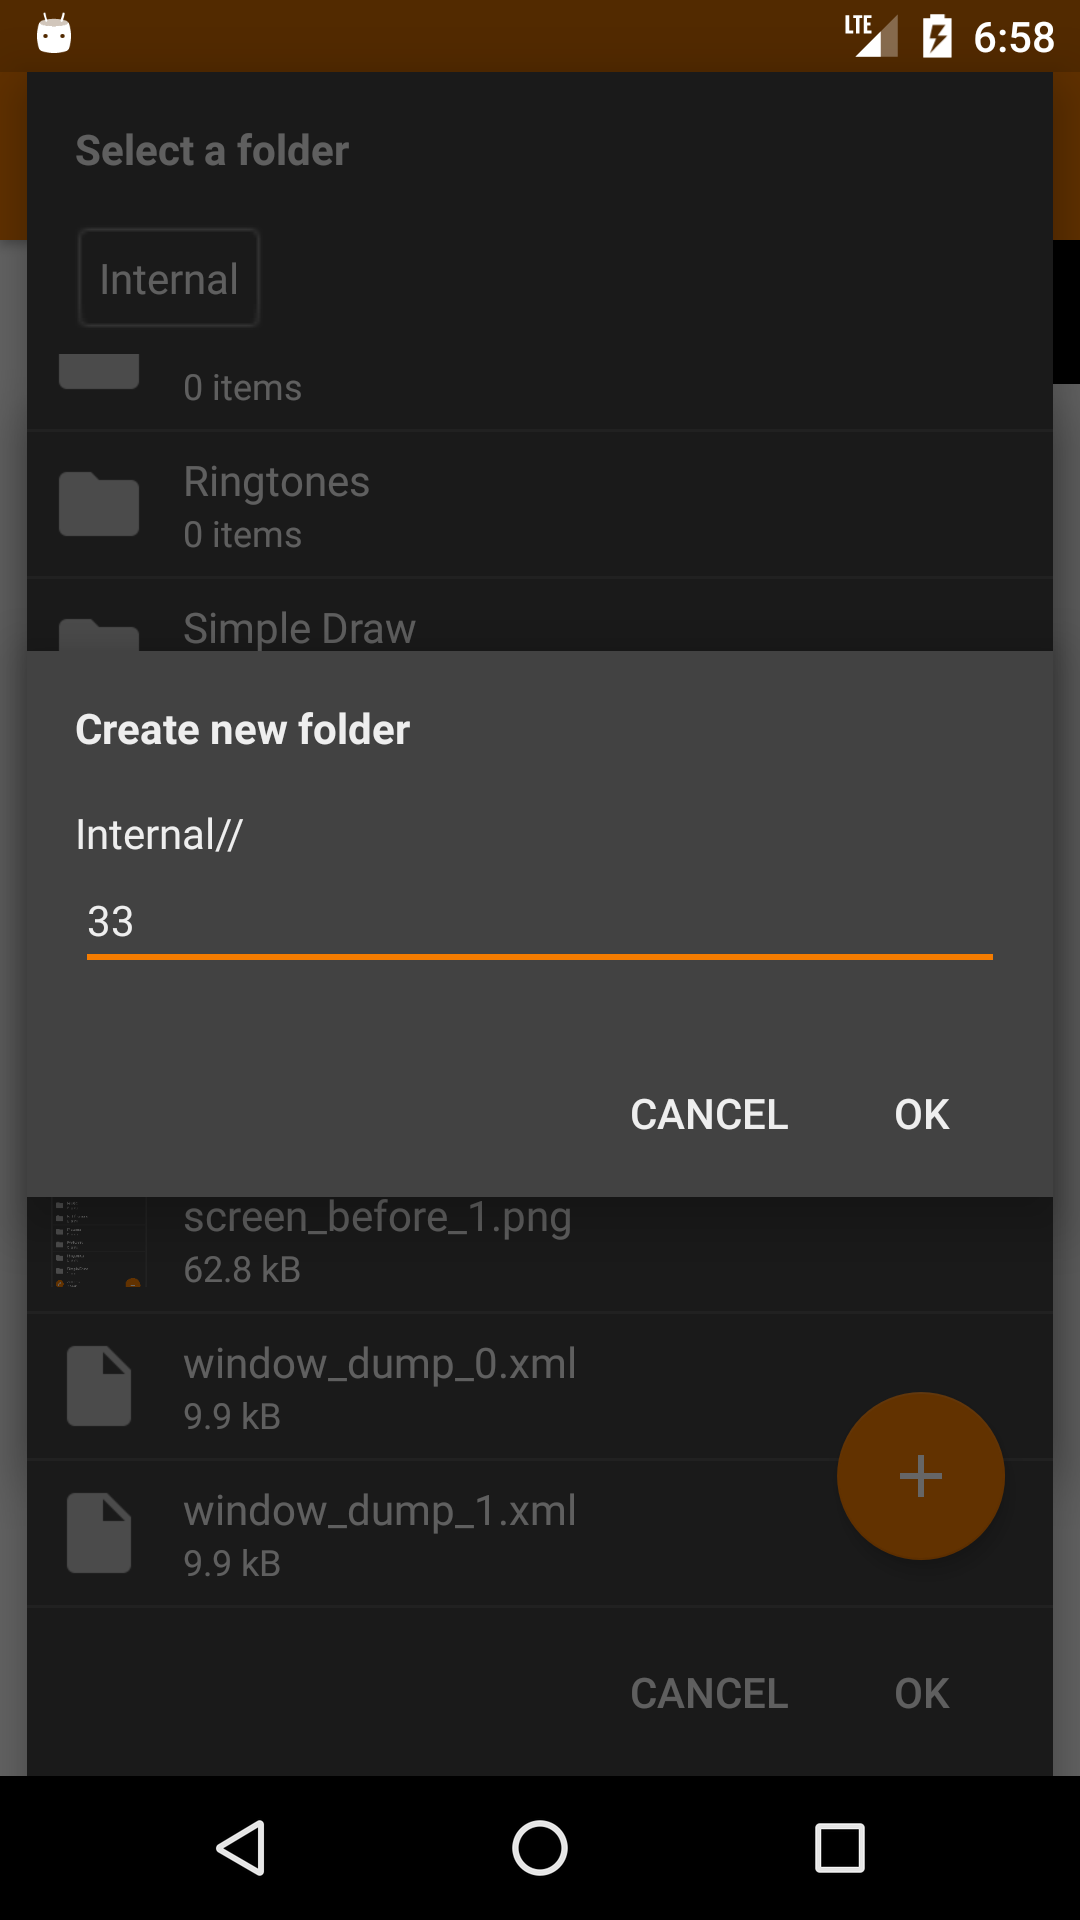 LTE 6:58
Select a folder
Internal
0 items
Ringtones
0 items
Simple Draw
Create new folder
Internal//
33
CANCEL OK
screen_before_1.png
62.8 kB
window_dump_0.xml
9.9 kB
window_dump_1.xml
9.9 kB
CANCEL OK